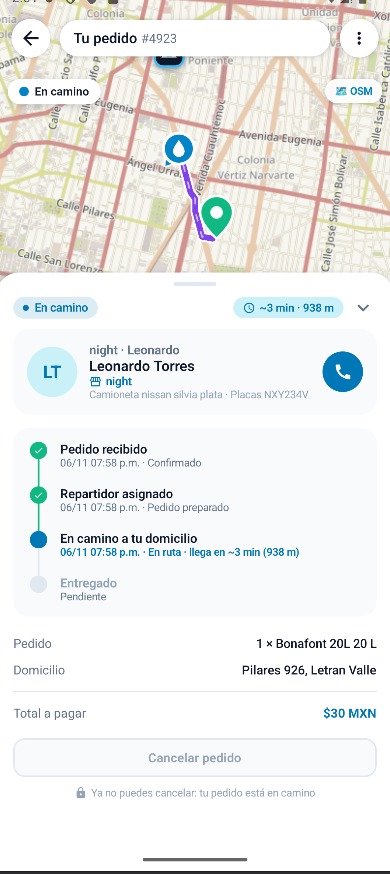 Tu pedido #4923
Unidad
Poniente
En camino
OSM
Eugenia
Avenida Eugenia
Avenida Cuauhtémoc
Colonia
Vértiz Narvarte
Calle Pilares
Calle San Lorenzo
Calle José Simón Bolívar
Calle Isabel La Católica
En camino
~3 min · 938 m
LT
night · Leonardo
Leonardo Torres
night
Camioneta nissan silvia plata · Placas NXY234V
Pedido recibido
06/11 07:58 p.m. · Confirmado
Repartidor asignado
06/11 07:58 p.m. · Pedido preparado
En camino a tu domicilio
06/11 07:58 p.m. · En ruta · llega en ~3 min (938 m)
Entregado
Pendiente
Pedido
1 × Bonafont 20L 20 L
Domicilio
Pilares 926, Letran Valle
Total a pagar
$30 MXN
Cancelar pedido
Ya no puedes cancelar: tu pedido está en camino